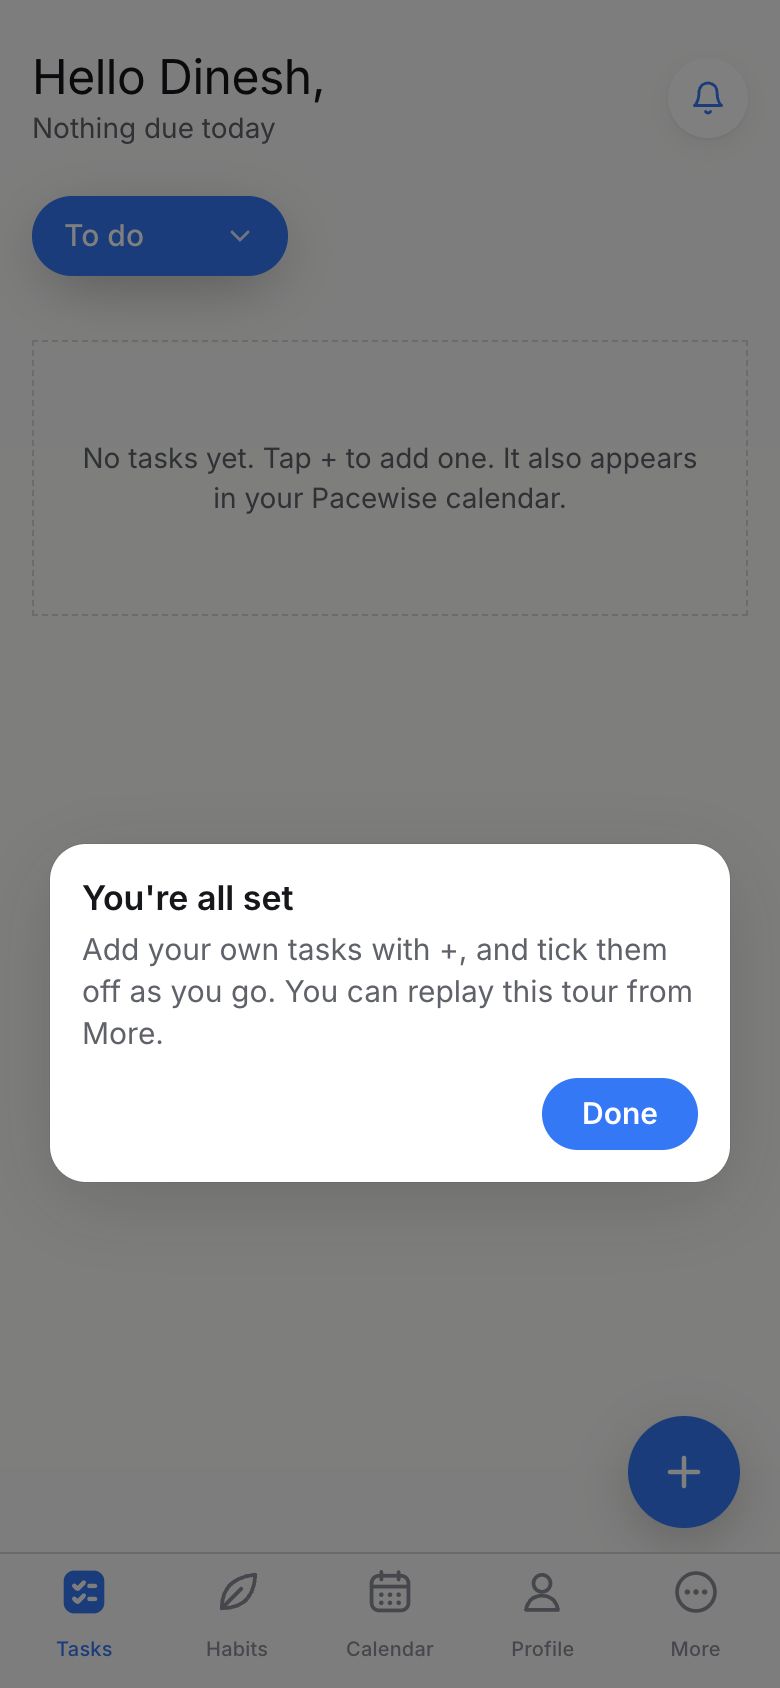 Hello Dinesh,
Nothing due today
To do
No tasks yet. Tap + to add one. It also appears
in your Pacewise calendar.
You're all set
Add your own tasks with +, and tick them
off as you go. You can replay this tour from
More.
Done
Tasks
Habits
Calendar
Profile
More